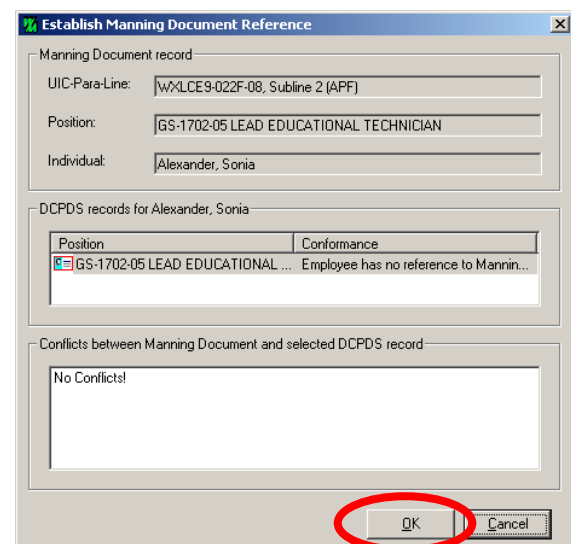 Establish Manning Document Reference
Manning Document record
UIC-Para-Line: WXLCE9-022F-08, Subline 2 (APF)
Position: GS-1702-05 LEAD EDUCATIONAL TECHNICIAN
Individual: Alexander, Sonia
DCPDS records for Alexander, Sonia
Position Conformance
GS-1702-05 LEAD EDUCATIONAL ... Employee has no reference to Mannin...
Conflicts between Manning Document and selected DCPDS record
No Conflicts!
OK Cancel